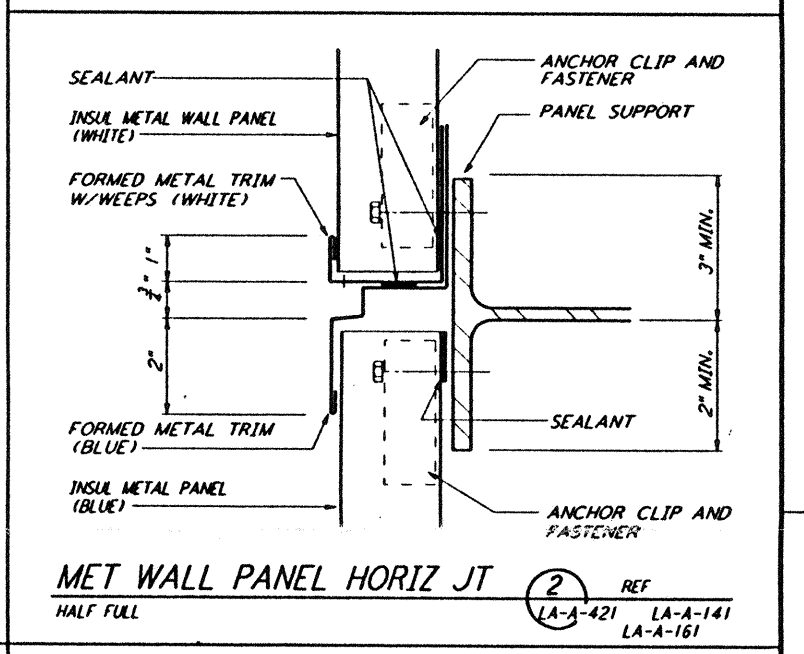 SEALANT
INSUL METAL WALL PANEL
(WHITE)
FORMED METAL TRIM
W/WEEPS (WHITE)
1"
3/4"
2"
FORMED METAL TRIM
(BLUE)
INSUL METAL PANEL
(BLUE)
ANCHOR CLIP AND
FASTENER
PANEL SUPPORT
3" MIN.
2" MIN.
SEALANT
ANCHOR CLIP AND
FASTENER
MET WALL PANEL HORIZ JT
HALF FULL
2
REF
LA-A-421
LA-A-141
LA-A-161